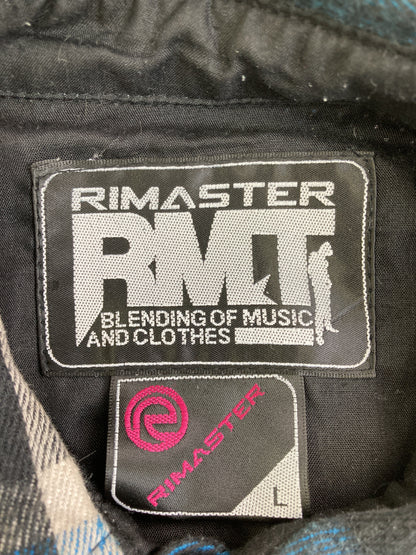 RIMASTER
RMT
BLENDING OF MUSIC
AND CLOTHES
RIMASTER
L